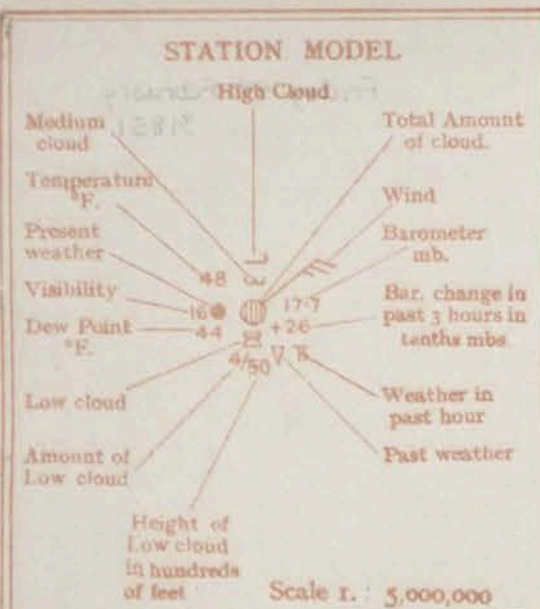 STATION MODEL
High Cloud
Medium
cloud
Total Amount
of cloud.
Temperature
°F.
Wind
Present
weather
Barometer
mb.
Visibility
Bar. change in
past 3 hours in
tenths mbs
Dew Point
°F.
48
16
17·7
44
+26
4/50
Low cloud
Weather in
past hour
Amount of
Low cloud
Past weather
Height of
Low cloud
in hundreds
of feet
Scale 1. : 5,000,000